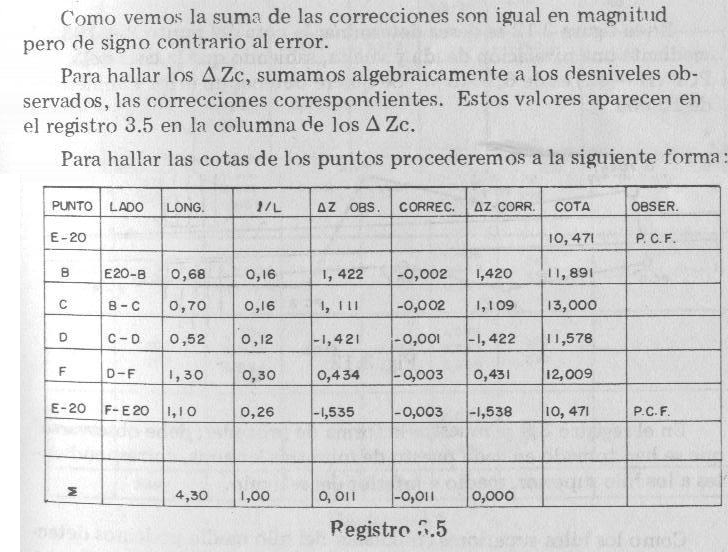 Como vemos la suma de las correcciones son igual en magnitud
pero de signo contrario al error.
Para hallar los Δ Zc, sumamos algebraicamente a los desniveles ob-
servados, las correcciones correspondientes. Estos valores aparecen en
el registro 3.5 en la columna de los Δ Zc.
Para hallar las cotas de los puntos procederemos a la siguiente forma:
PUNTO LADO LONG. l/L ΔZ OBS. CORREC. ΔZ CORR. COTA OBSER.
E-20 10,471 P.C.F.
B E20-B 0,68 0,16 1,422 -0,002 1,420 11,891
C B-C 0,70 0,16 1,111 -0,002 1,109 13,000
D C-D 0,52 0,12 -1,421 -0,001 -1,422 11,578
F D-F 1,30 0,30 0,434 -0,003 0,431 12,009
E-20 F-E20 1,10 0,26 -1,535 -0,003 -1,538 10,471 P.C.F.
Σ 4,30 1,00 0,011 -0,011 0,000
Registro 3.5